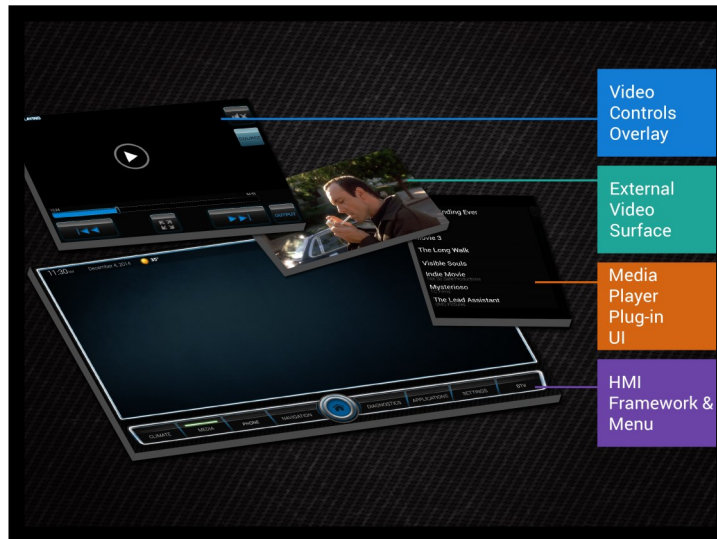 Video
Controls
Overlay
External
Video
Surface
Media
Player
Plug-in
UI
HMI
Framework &
Menu
OUTPUT
The Long Walk
Visible Souls
Indie Movie
Mysterioso
The Lead Assistant
11:30
December 4, 2014
CLIMATE
MEDIA
PHONE
NAVIGATION
DIAGNOSTICS
APPLICATIONS
SETTINGS